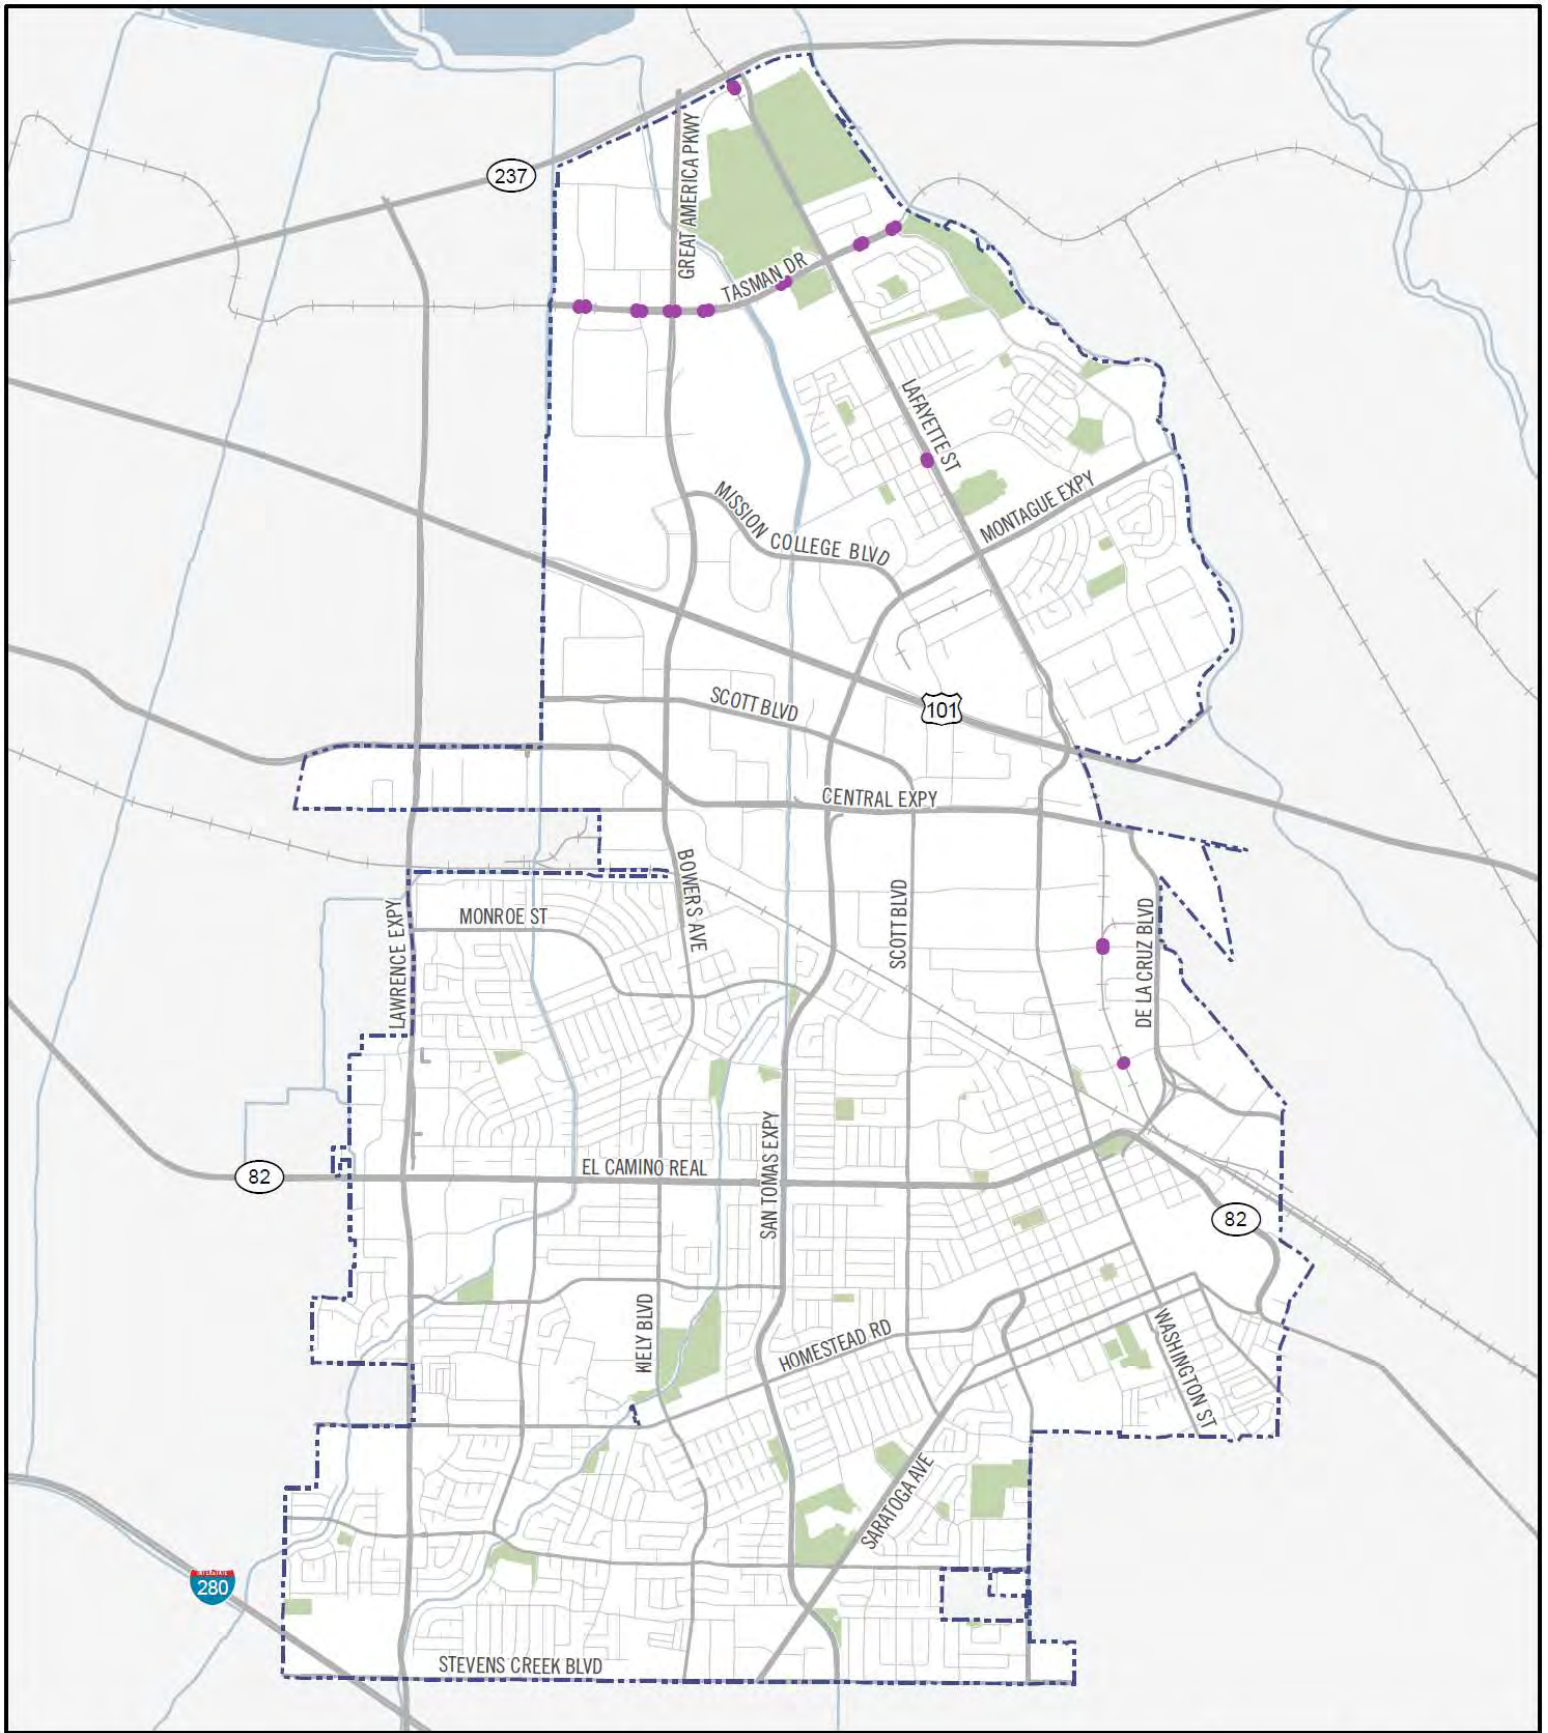 237
GREAT AMERICA PKWY
TASMAN DR
LAFAYETTE ST
MISSION COLLEGE BLVD
MONTAGUE EXPY
SCOTT BLVD
101
CENTRAL EXPY
BOWERS AVE
MONROE ST
SCOTT BLVD
LAWRENCE EXPY
DE LA CRUZ BLVD
SAN TOMAS EXPY
EL CAMINO REAL
82
82
KIELY BLVD
HOMESTEAD RD
WASHINGTON ST
SARATOGA AVE
280
STEVENS CREEK BLVD